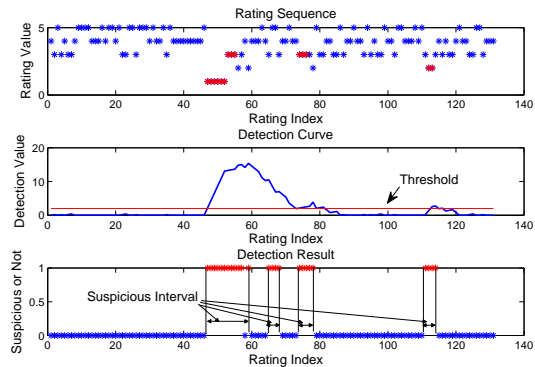 Rating Sequence
Rating Value
5
0
0 20 40 60 80 100 120 140
Rating Index
Detection Curve
Detection Value
20
10
0
Threshold
0 20 40 60 80 100 120 140
Rating Index
Detection Result
Suspicious or Not
1
0.5
0
Suspicious Interval
0 20 40 60 80 100 120 140
Rating Index